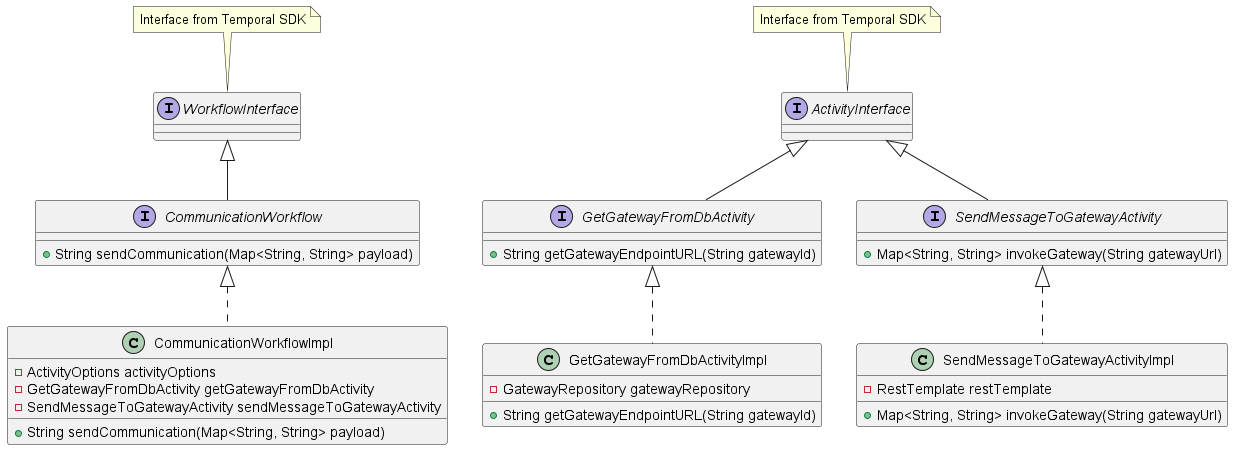 Interface from Temporal SDK
Interface from Temporal SDK
I WorkflowInterface
I ActivityInterface
I CommunicationWorkflow
String sendCommunication(Map<String, String> payload)
I GetGatewayFromDbActivity
String getGatewayEndpointURL(String gatewayId)
I SendMessageToGatewayActivity
Map<String, String> invokeGateway(String gatewayUrl)
C CommunicationWorkflowImpl
ActivityOptions activityOptions
GetGatewayFromDbActivity getGatewayFromDbActivity
SendMessageToGatewayActivity sendMessageToGatewayActivity
String sendCommunication(Map<String, String> payload)
C GetGatewayFromDbActivityImpl
GatewayRepository gatewayRepository
String getGatewayEndpointURL(String gatewayId)
C SendMessageToGatewayActivityImpl
RestTemplate restTemplate
Map<String, String> invokeGateway(String gatewayUrl)